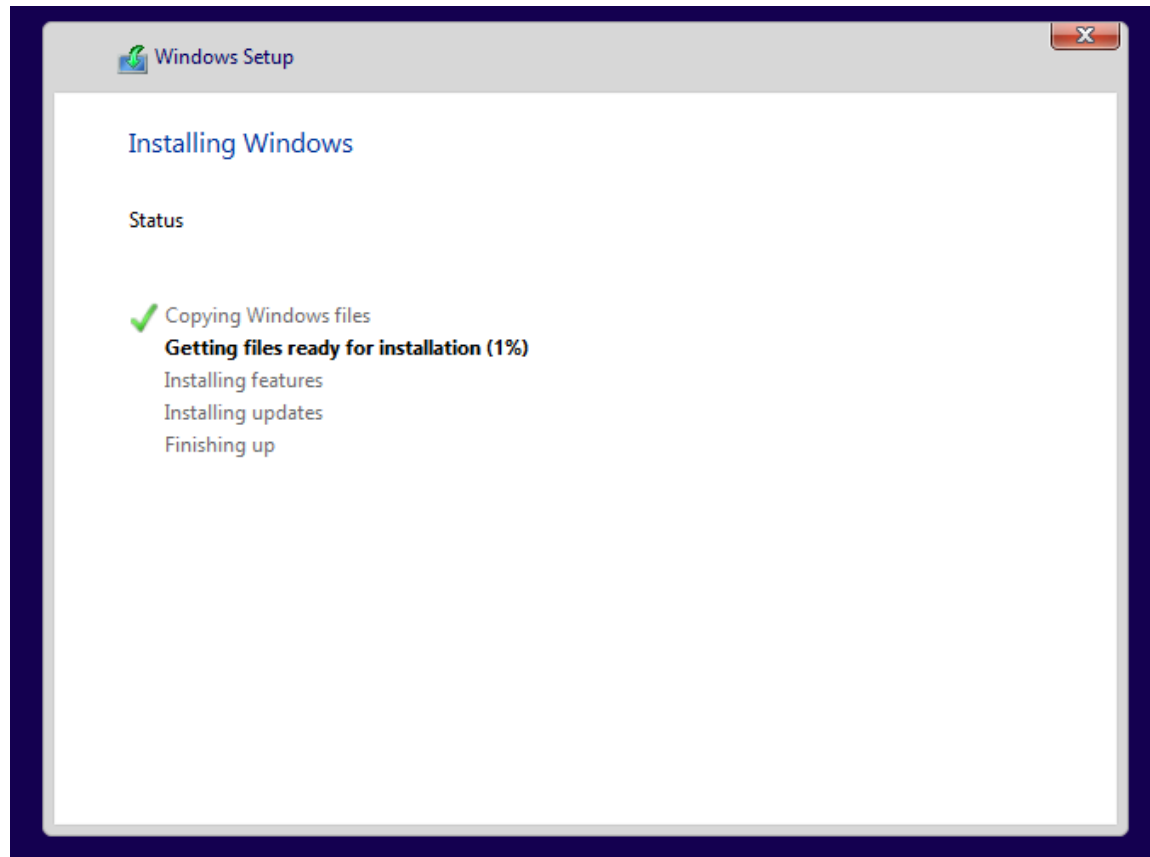 Windows Setup
Installing Windows
Status
Copying Windows files
Getting files ready for installation (1%)
Installing features
Installing updates
Finishing up